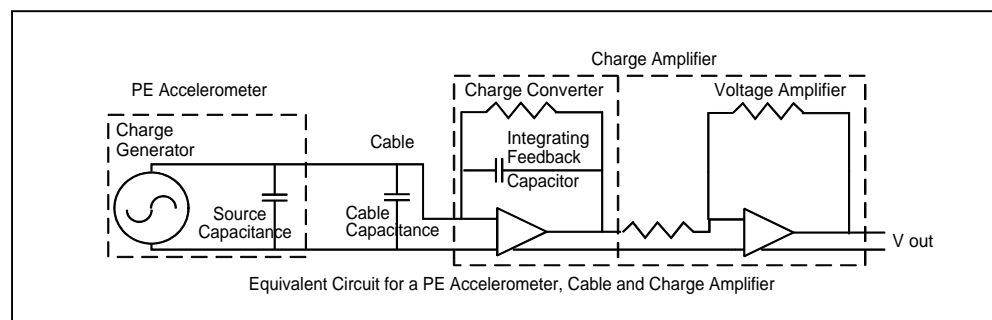 Charge Amplifier
PE Accelerometer
Charge Converter
Voltage Amplifier
Charge
Generator
Cable
Integrating
Feedback
Capacitor
Source
Capacitance
Cable
Capacitance
V out
Equivalent Circuit for a PE Accelerometer, Cable and Charge Amplifier